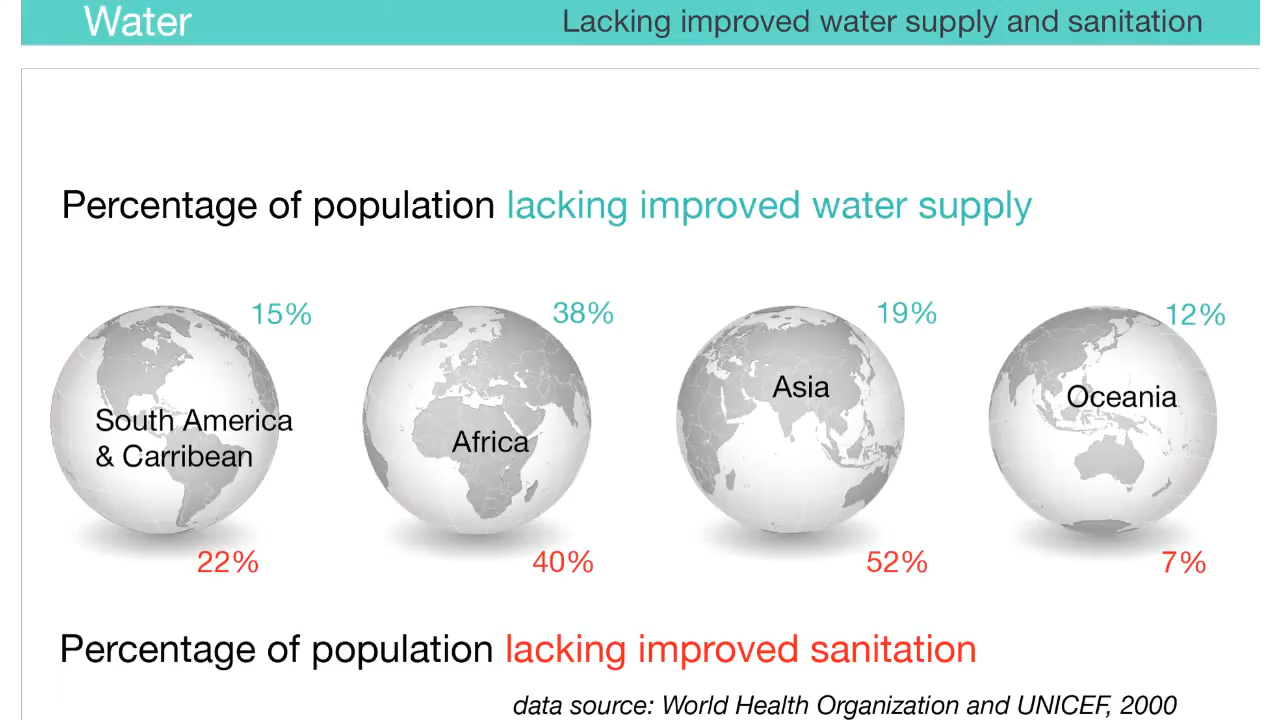 Water
Lacking improved water supply and sanitation
Percentage of population lacking improved water supply
15%
38%
19%
12%
South America
& Carribean
Africa
Asia
Oceania
22%
40%
52%
7%
Percentage of population lacking improved sanitation
data source: World Health Organization and UNICEF, 2000